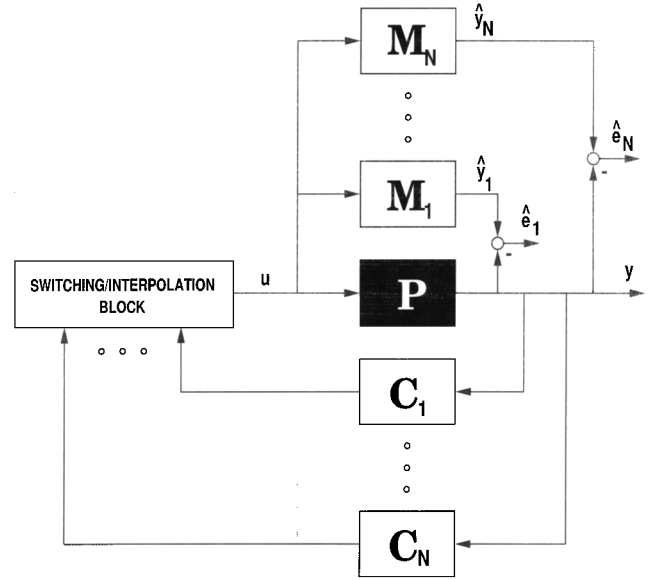 M_N
ŷ_N
ê_N
-
M_1
ŷ_1
ê_1
-
SWITCHING/INTERPOLATION
BLOCK
u
P
y
C_1
C_N